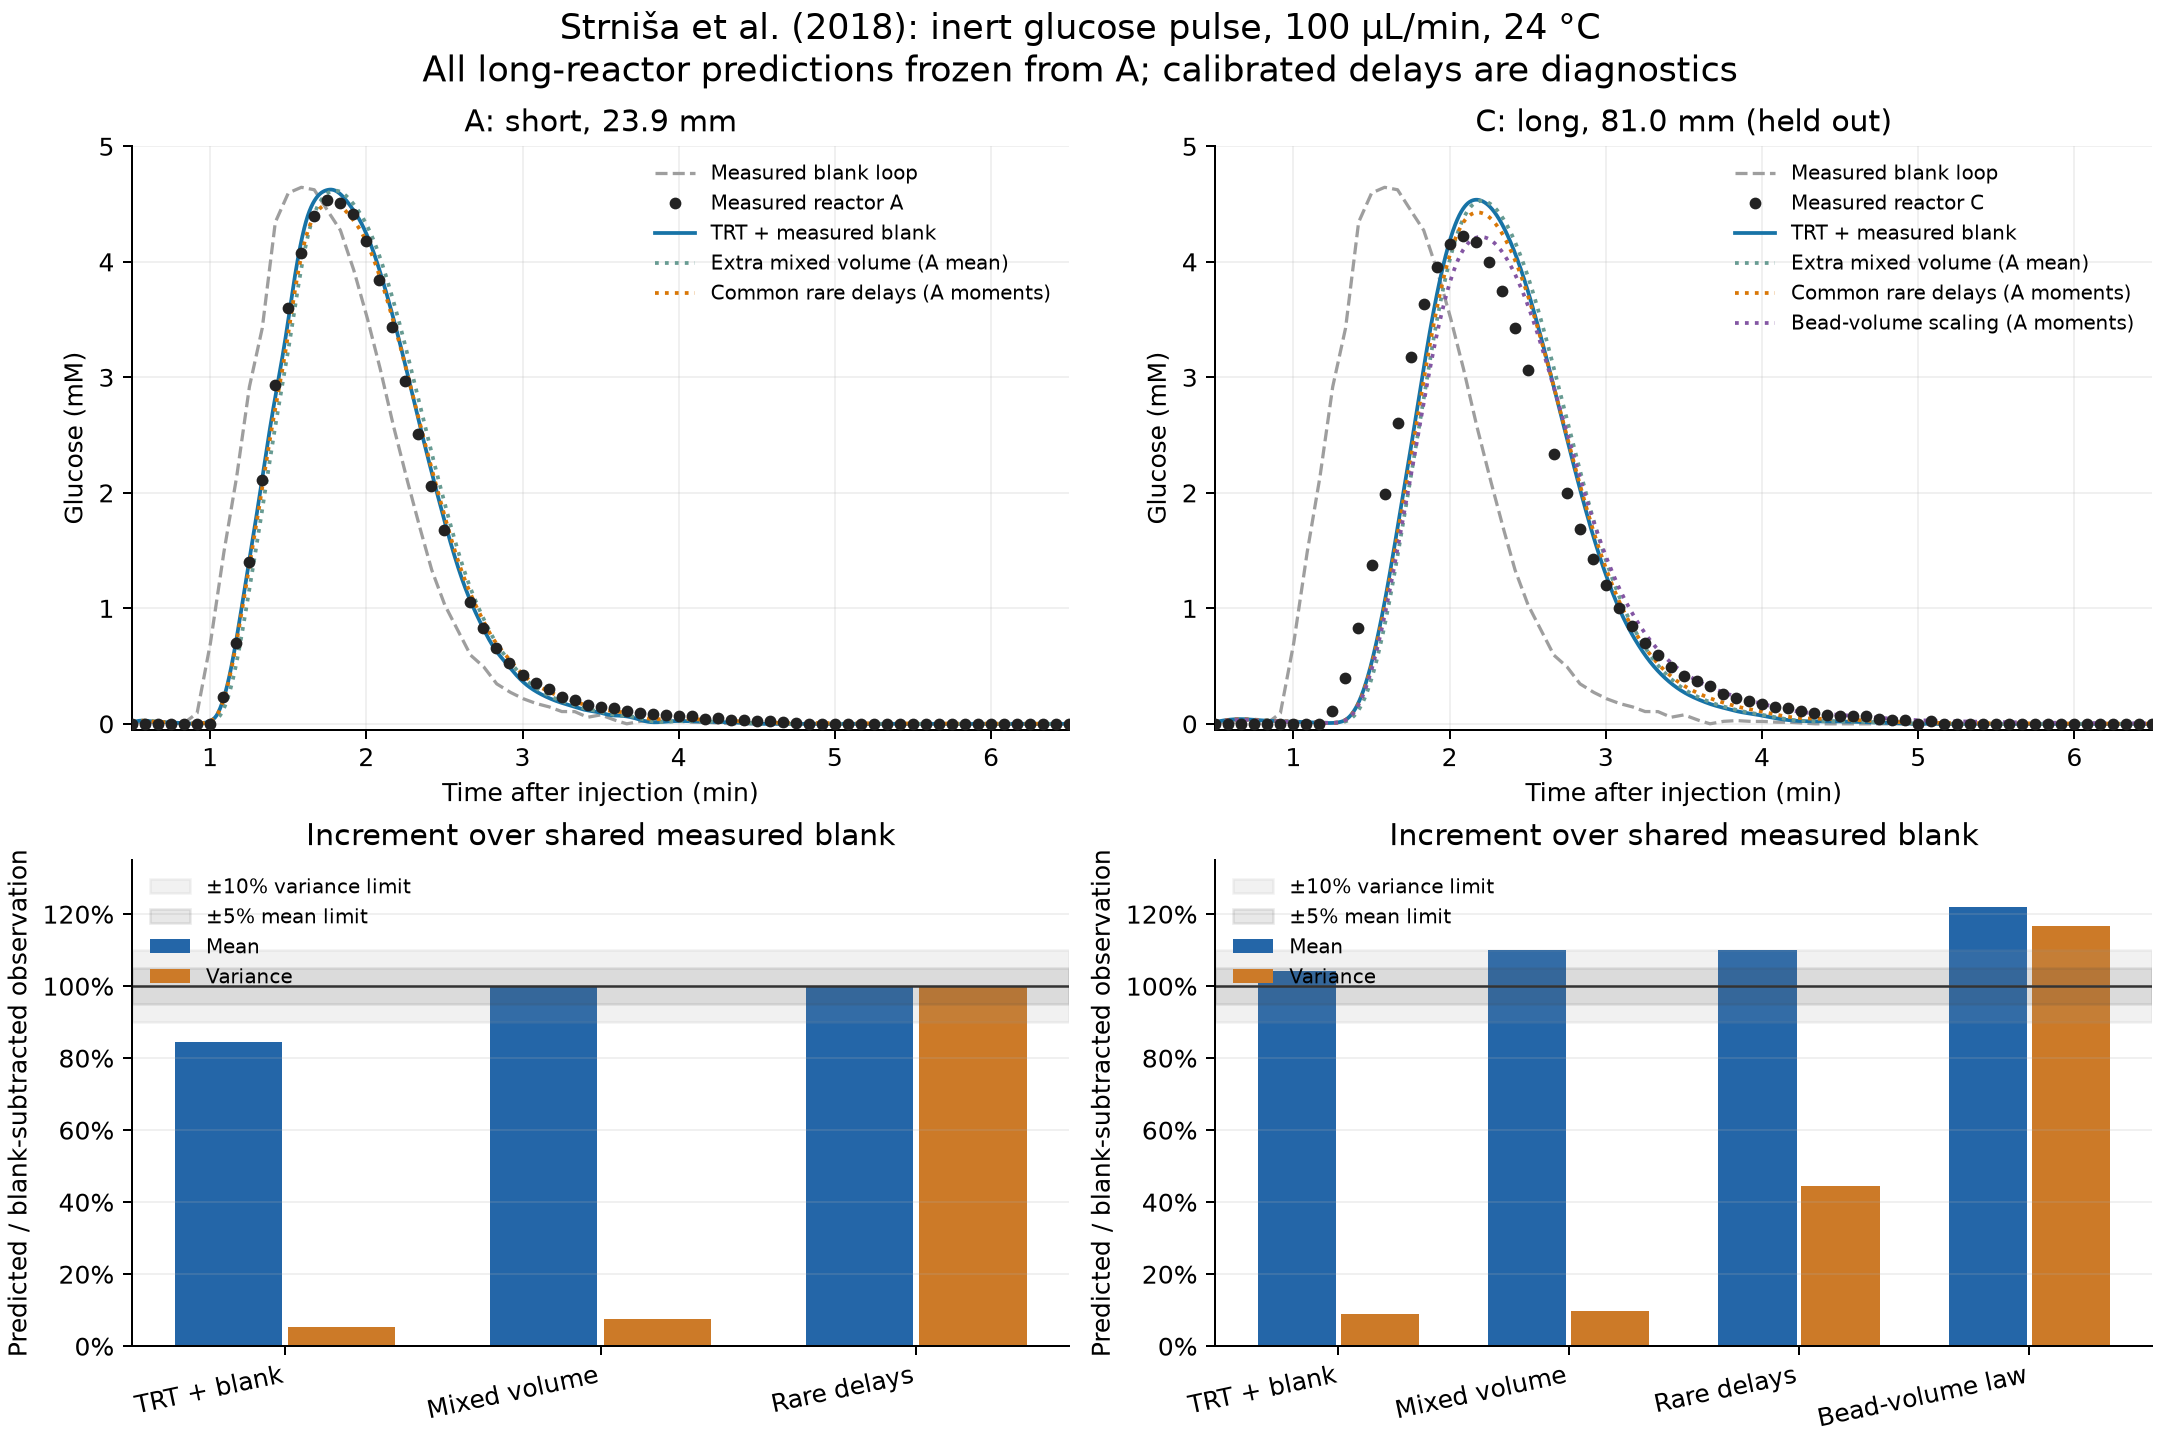 Strniša et al. (2018): inert glucose pulse, 100 µL/min, 24 °C
All long-reactor predictions frozen from A; calibrated delays are diagnostics
A: short, 23.9 mm
Glucose (mM)
5
4
3
2
1
0
Measured blank loop
Measured reactor A
TRT + measured blank
Extra mixed volume (A mean)
Common rare delays (A moments)
1 2 3 4 5 6
Time after injection (min)
C: long, 81.0 mm (held out)
Glucose (mM)
5
4
3
2
1
0
Measured blank loop
Measured reactor C
TRT + measured blank
Extra mixed volume (A mean)
Common rare delays (A moments)
Bead-volume scaling (A moments)
1 2 3 4 5 6
Time after injection (min)
Increment over shared measured blank
Predicted / blank-subtracted observation
120%
100%
80%
60%
40%
20%
0%
±10% variance limit
±5% mean limit
Mean
Variance
TRT + blank
Mixed volume
Rare delays
Increment over shared measured blank
Predicted / blank-subtracted observation
120%
100%
80%
60%
40%
20%
0%
±10% variance limit
±5% mean limit
Mean
Variance
TRT + blank
Mixed volume
Rare delays
Bead-volume law